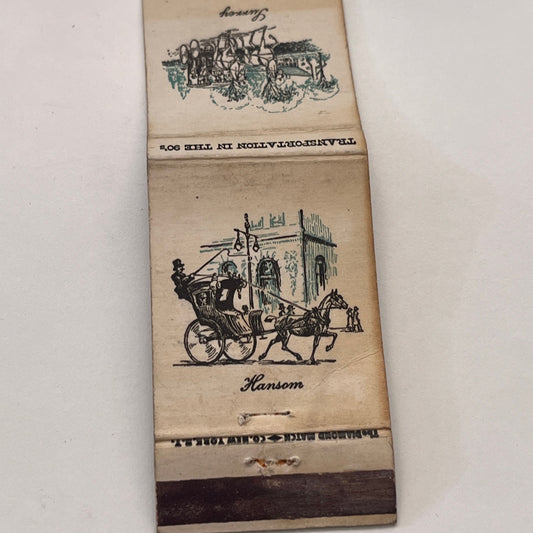 Surrey
TRANSPORTATION IN THE 90's
Hansom
The DIAMOND MATCH CO. NEW YORK N.Y.